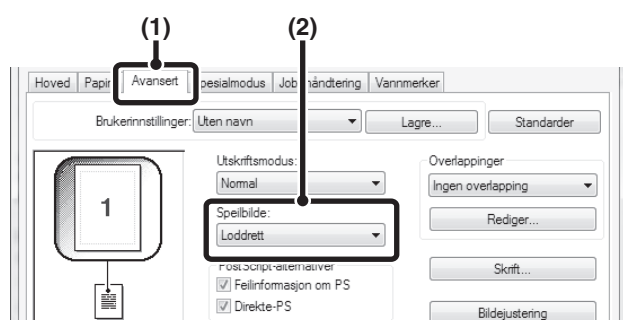 (1) (2)
Hoved Papir Avansert Spesialmodus Jobbhåndtering Vannmerker
Brukerinnstillinger: Uten navn Lagre... Standarder
Utskriftsmodus: Overlappinger
Normal Ingen overlapping
1
Speilbilde: Rediger...
Loddrett
PostScript-alternativer Skrift...
Feilinformasjon om PS
Direkte-PS Bildejustering